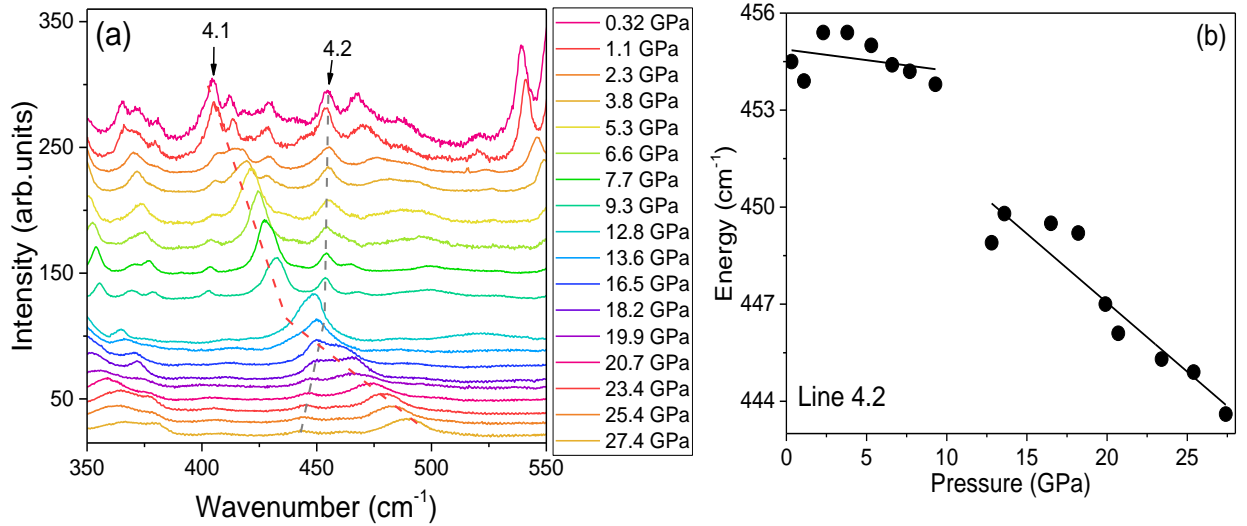 (a)
4.1
4.2
350
250
150
50
Intensity (arb.units)
350
400
450
500
550
Wavenumber (cm⁻¹)
0.32 GPa
1.1 GPa
2.3 GPa
3.8 GPa
5.3 GPa
6.6 GPa
7.7 GPa
9.3 GPa
12.8 GPa
13.6 GPa
16.5 GPa
18.2 GPa
19.9 GPa
20.7 GPa
23.4 GPa
25.4 GPa
27.4 GPa
(b)
456
453
450
447
444
Energy (cm⁻¹)
Line 4.2
0
5
10
15
20
25
Pressure (GPa)